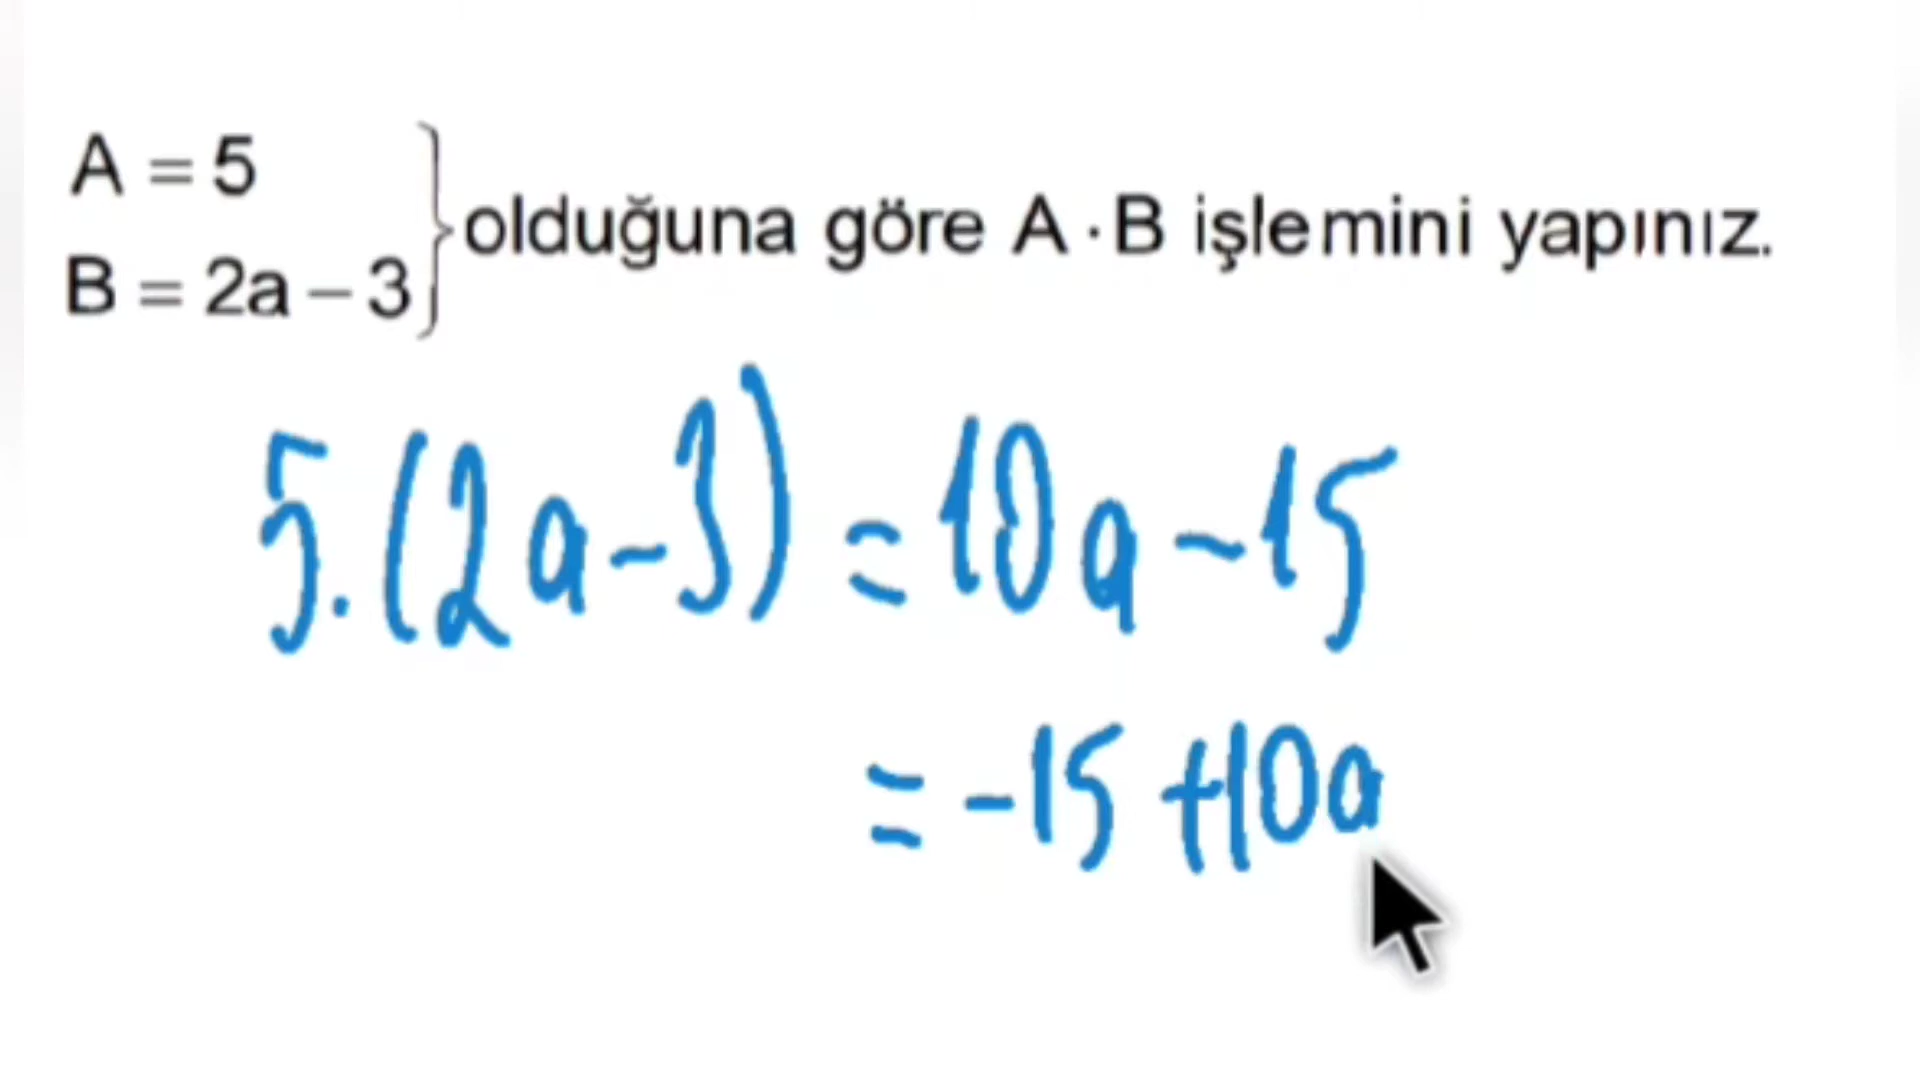 A = 5
B = 2a – 3
olduğuna göre A · B işlemini yapınız.
5.(2a-3) = 10a - 15
= -15 +10a